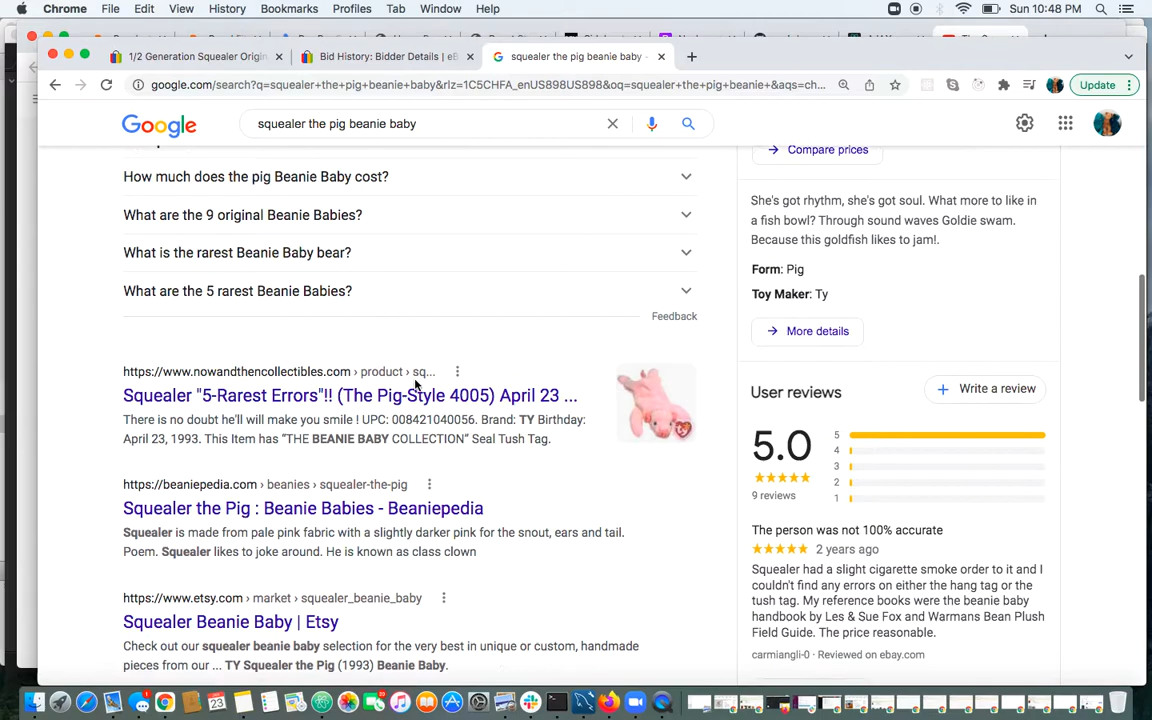 Chrome File Edit View History Bookmarks Profiles Tab Window Help Sun 10:48 PM
1/2 Generation Squealer Origin
Bid History: Bidder Details | eB
squealer the pig beanie baby -
google.com/search?q=squealer+the+pig+beanie+baby&rlz=1C5CHFA_enUS898US898&oq=squealer+the+pig+beanie+&aqs=ch...
Update
Google
squealer the pig beanie baby
How much does the pig Beanie Baby cost?
What are the 9 original Beanie Babies?
What is the rarest Beanie Baby bear?
What are the 5 rarest Beanie Babies?
Feedback
https://www.nowandthencollectibles.com › product › sq...
Squealer "5-Rarest Errors"!! (The Pig-Style 4005) April 23 ...
There is no doubt he'll will make you smile ! UPC: 008421040056. Brand: TY Birthday:
April 23, 1993. This Item has "THE BEANIE BABY COLLECTION" Seal Tush Tag.
https://beaniepedia.com › beanies › squealer-the-pig
Squealer the Pig : Beanie Babies - Beaniepedia
Squealer is made from pale pink fabric with a slightly darker pink for the snout, ears and tail.
Poem. Squealer likes to joke around. He is known as class clown
https://www.etsy.com › market › squealer_beanie_baby
Squealer Beanie Baby | Etsy
Check out our squealer beanie baby selection for the very best in unique or custom, handmade
pieces from our ... TY Squealer the Pig (1993) Beanie Baby.
Compare prices
She's got rhythm, she's got soul. What more to like in
a fish bowl? Through sound waves Goldie swam.
Because this goldfish likes to jam!.
Form: Pig
Toy Maker: Ty
More details
User reviews
Write a review
5.0
9 reviews
5
4
3
2
1
The person was not 100% accurate
2 years ago
Squealer had a slight cigarette smoke order to it and I
couldn't find any errors on either the hang tag or the
tush tag. My reference books were the beanie baby
handbook by Les & Sue Fox and Warmans Bean Plush
Field Guide. The price reasonable.
carmiangli-0 · Reviewed on ebay.com
23